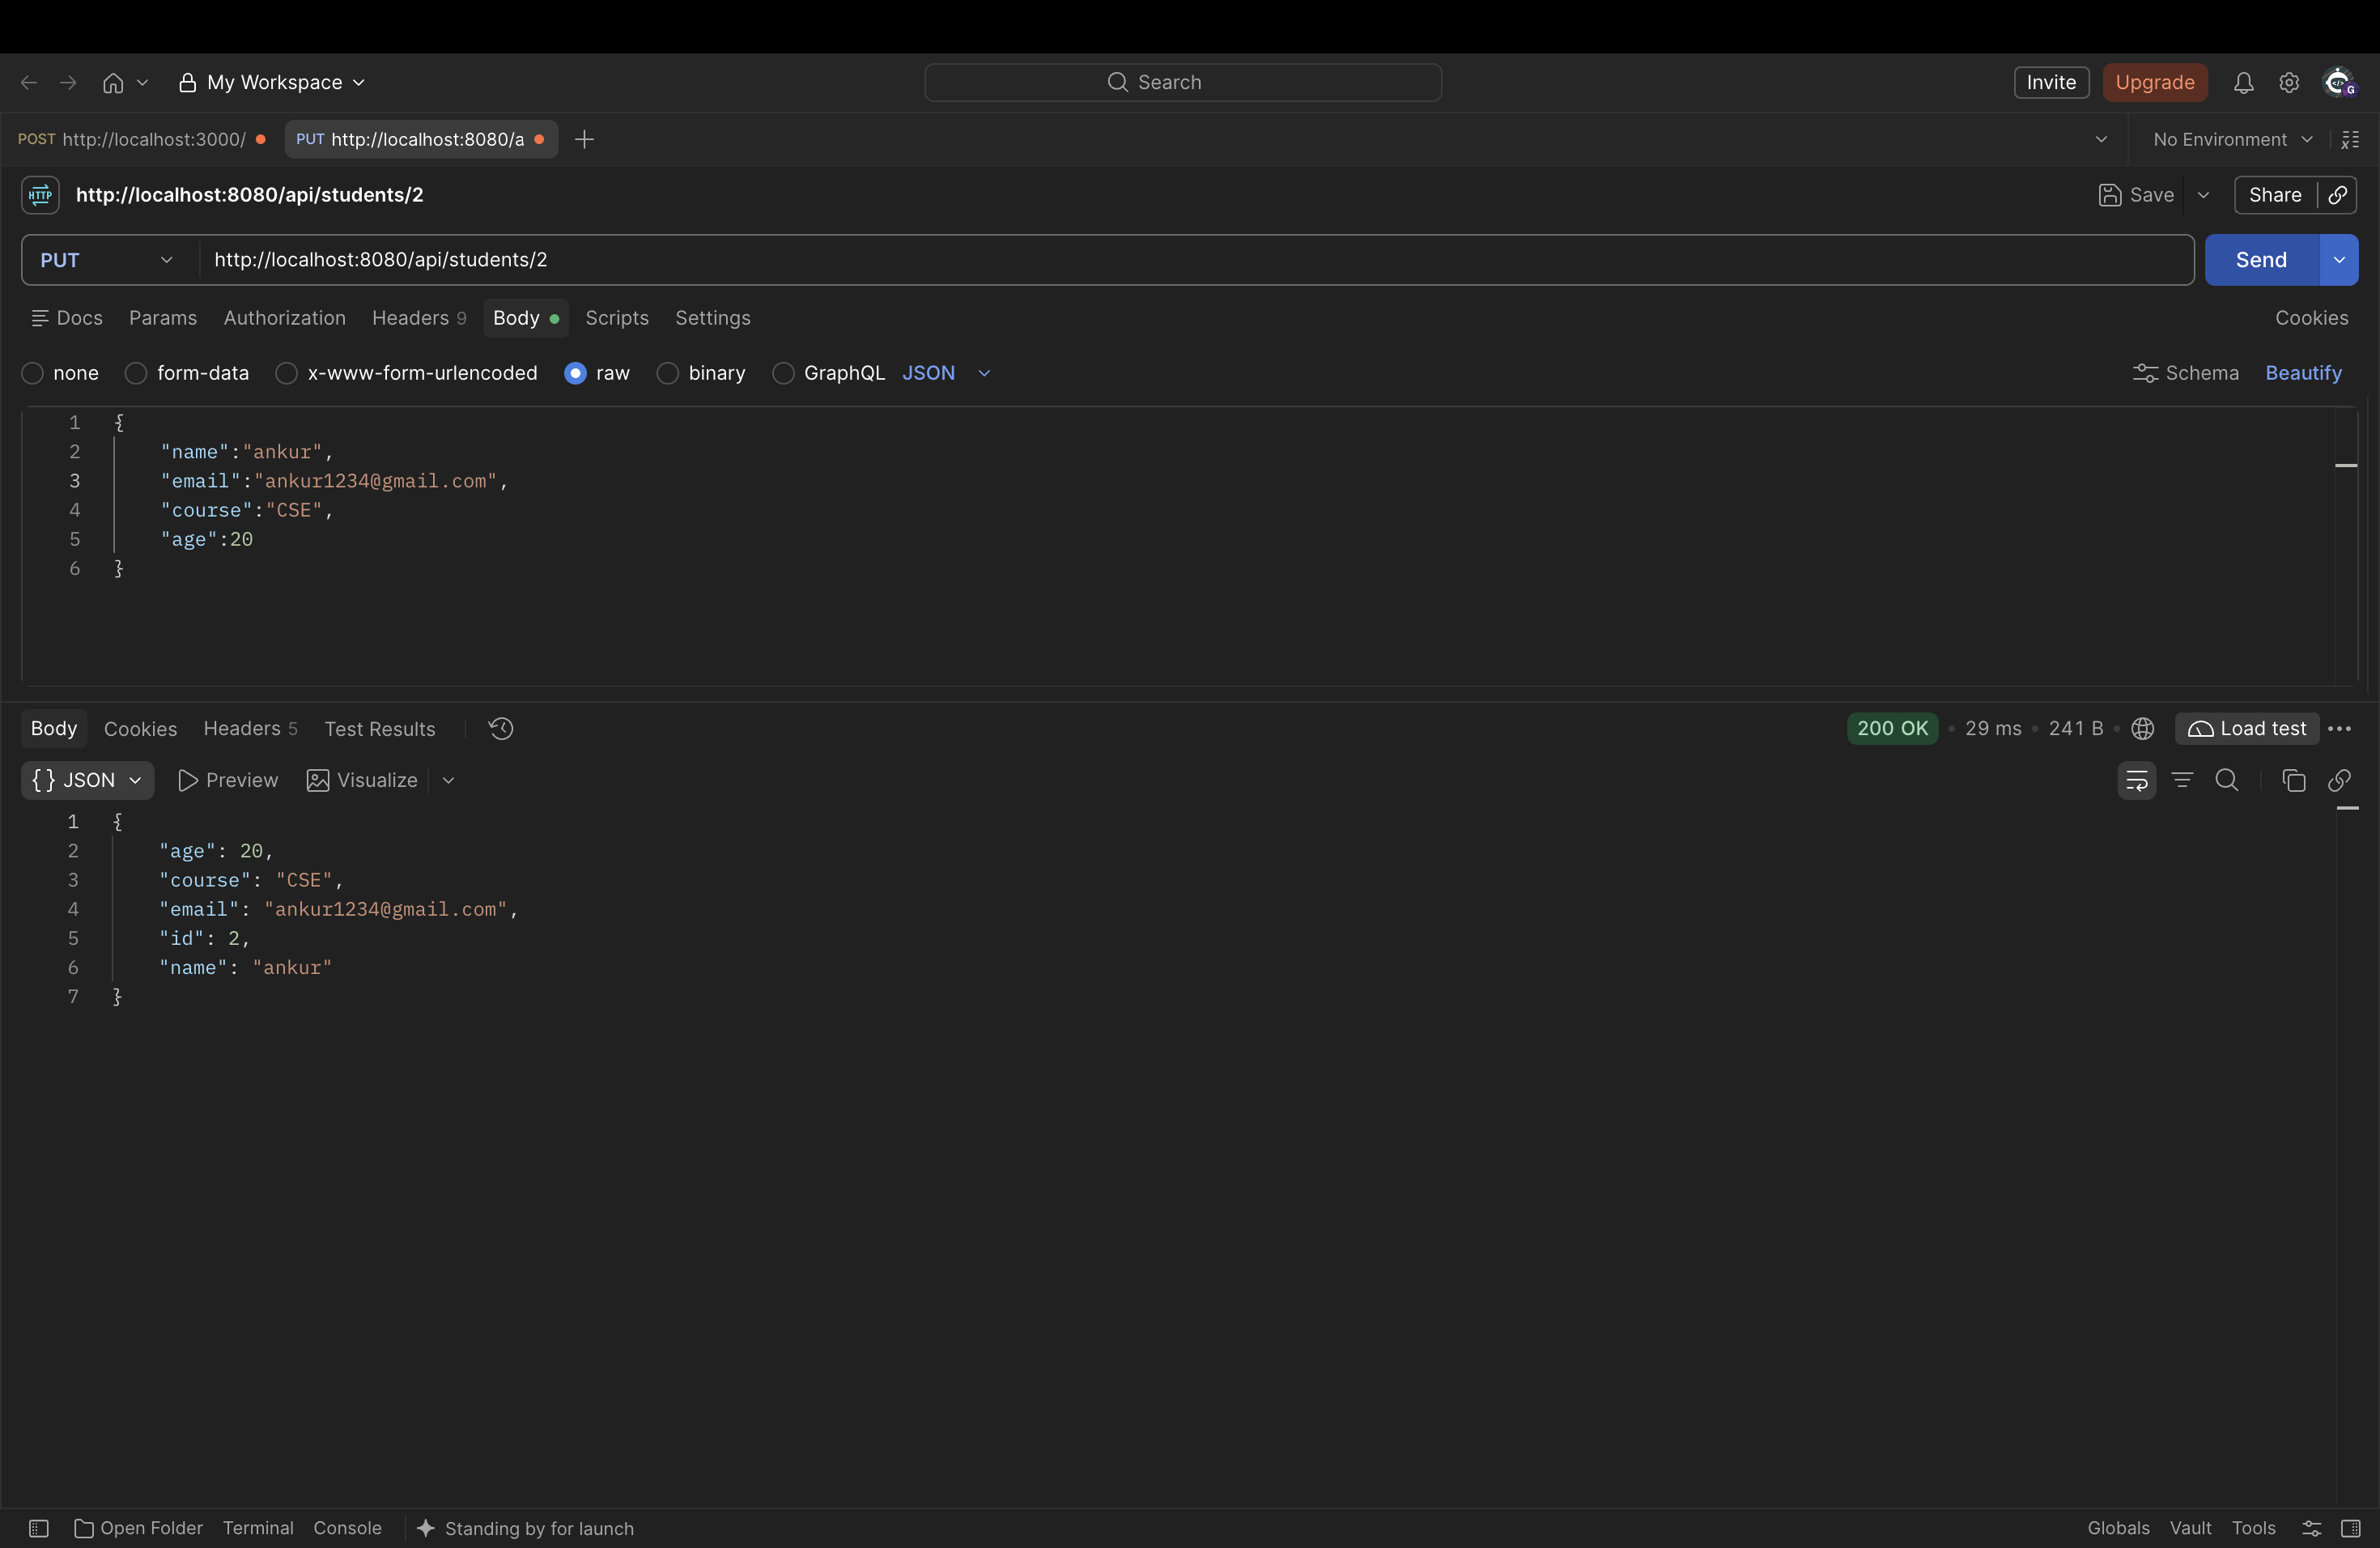 My Workspace
Search
Invite
Upgrade
POST http://localhost:3000/
PUT http://localhost:8080/a
No Environment
HTTP http://localhost:8080/api/students/2
Save
Share
PUT
http://localhost:8080/api/students/2
Send
Docs Params Authorization Headers 9 Body Scripts Settings
Cookies
none form-data x-www-form-urlencoded raw binary GraphQL JSON
Schema Beautify
1 {
2 "name":"ankur",
3 "email":"ankur1234@gmail.com",
4 "course":"CSE",
5 "age":20
6 }
Body Cookies Headers 5 Test Results
200 OK • 29 ms • 241 B •
Load test
{ } JSON Preview Visualize
1 {
2 "age": 20,
3 "course": "CSE",
4 "email": "ankur1234@gmail.com",
5 "id": 2,
6 "name": "ankur"
7 }
Open Folder Terminal Console Standing by for launch
Globals Vault Tools